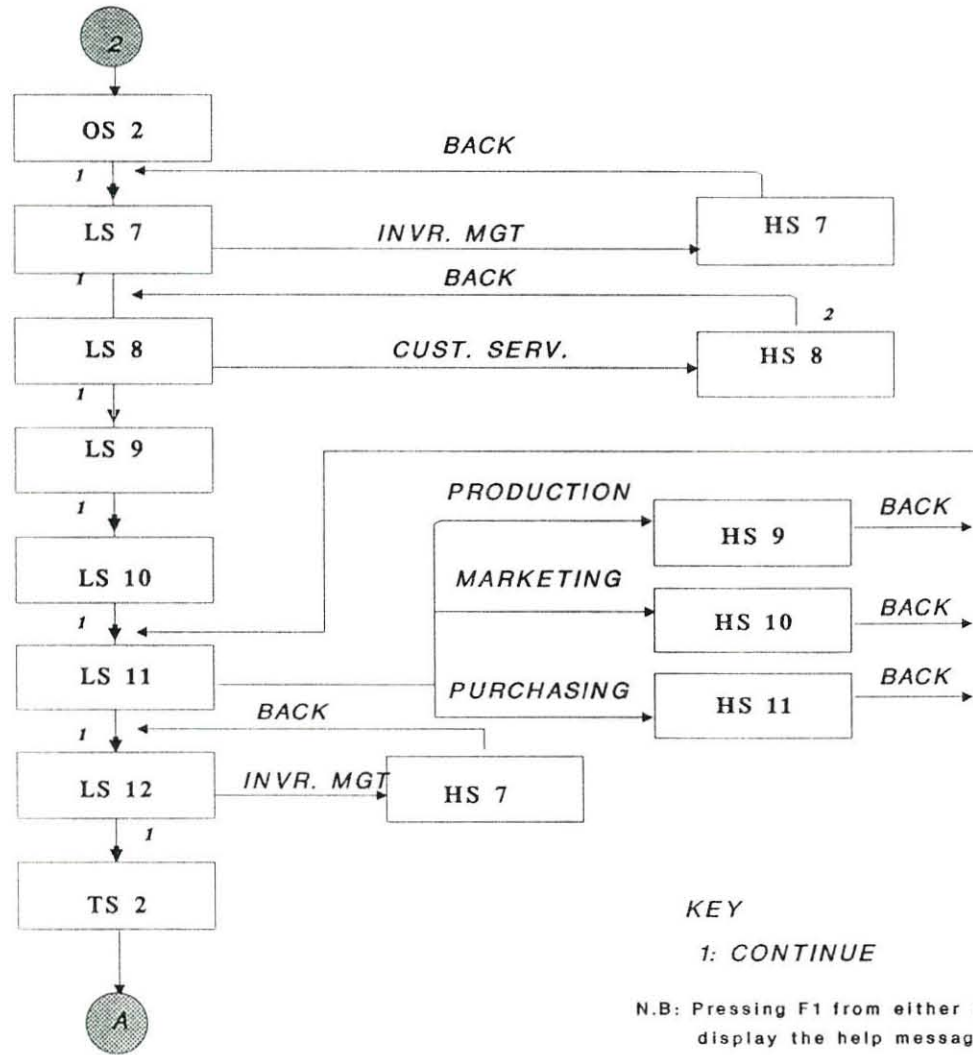 2
OS 2
BACK
1
LS 7
INVR. MGT
HS 7
1
BACK
2
LS 8
CUST. SERV.
HS 8
1
LS 9
1
PRODUCTION
HS 9
BACK
LS 10
MARKETING
HS 10
BACK
1
LS 11
PURCHASING
HS 11
BACK
1
BACK
LS 12
INVR. MGT
HS 7
1
TS 2
KEY
1: CONTINUE
A
N.B: Pressing F1 from either
display the help messag